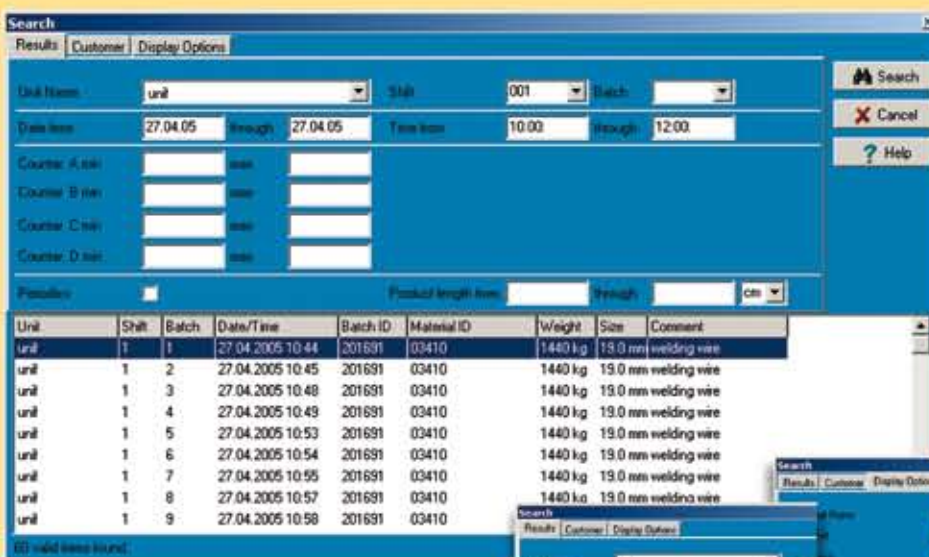 Search
Results Customer Display Options
Unit Name unit Shift 001 Batch Search
Date from 27.04.05 through 27.04.05 Time from 10:00 through 12:00 Cancel
Counter A min max Help
Counter B min max
Counter C min max
Counter D min max
Periodics Product length from through cm
Unit Shift Batch Date/Time Batch ID Material ID Weight Size Comment
unit 1 1 27.04.2005 10:44 201691 03410 1440 kg 19.0 mm welding wire
unit 1 2 27.04.2005 10:45 201691 03410 1440 kg 19.0 mm welding wire
unit 1 3 27.04.2005 10:48 201691 03410 1440 kg 19.0 mm welding wire
unit 1 4 27.04.2005 10:49 201691 03410 1440 kg 19.0 mm welding wire
unit 1 5 27.04.2005 10:53 201691 03410 1440 kg 19.0 mm welding wire
unit 1 6 27.04.2005 10:54 201691 03410 1440 kg 19.0 mm welding wire
unit 1 7 27.04.2005 10:55 201691 03410 1440 kg 19.0 mm welding wire
unit 1 8 27.04.2005 10:57 201691 03410 1440 kg 19.0 mm welding wire
unit 1 9 27.04.2005 10:58 201691 03410
60 valid items found.
Search
Results Customer Display Options
Search
Results Customer Display Optio